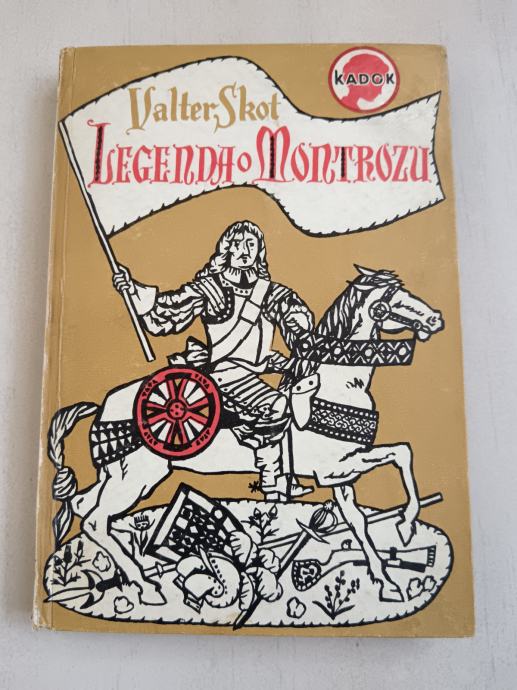 KADOK
Valter Skot
LEGENDA O MONTROZU